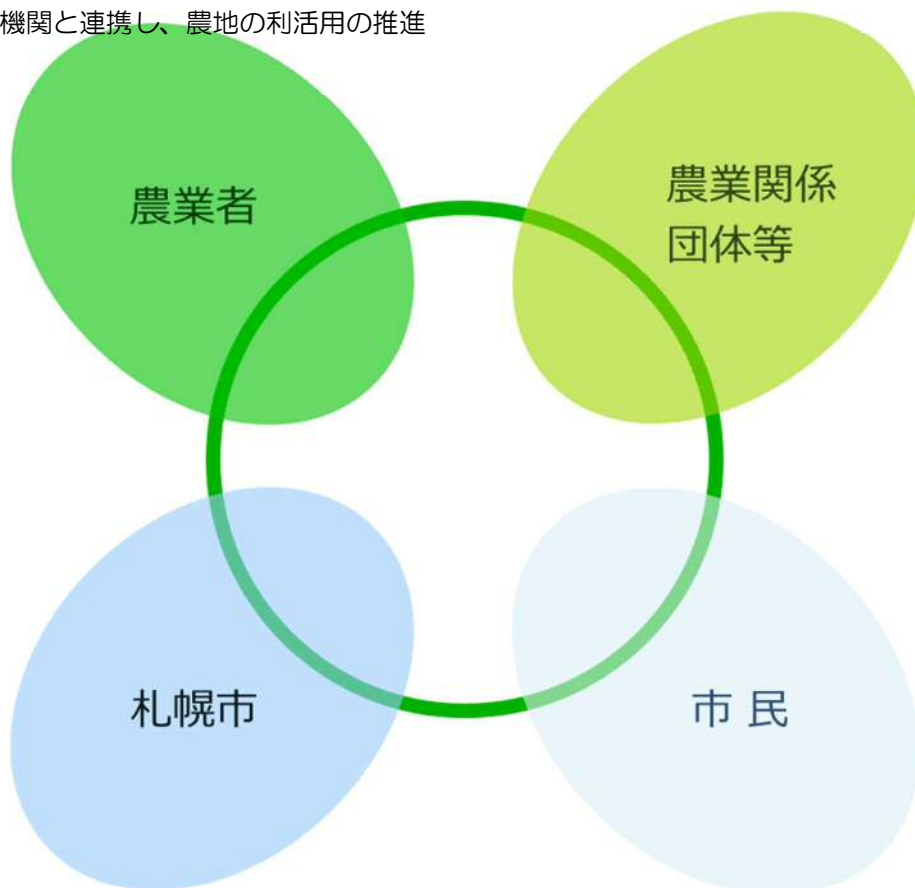 機関と連携し、農地の利活用の推進
農業者
農業関係
団体等
札幌市
市 民